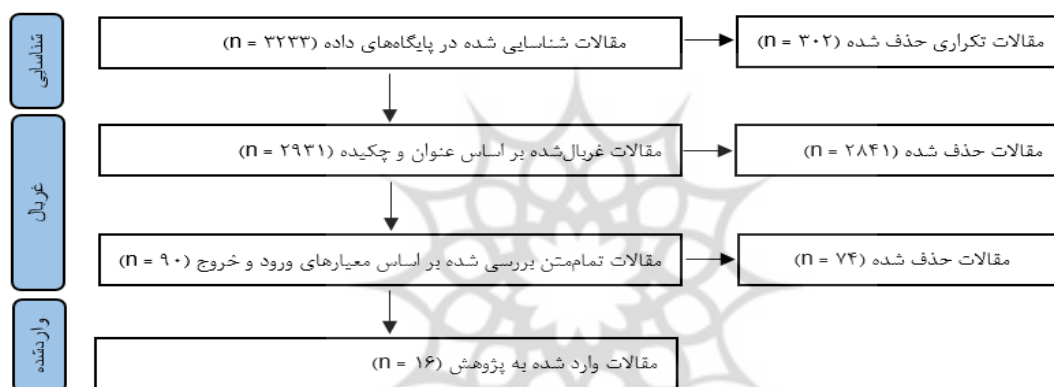 شناسایی
مقالات شناسایی شده در پایگاه‌های داده (n = ۳۲۳۳)
مقالات تکراری حذف شده (n = ۳۰۲)
غربال
مقالات غربال‌شده بر اساس عنوان و چکیده (n = ۲۹۳۱)
مقالات حذف شده (n = ۲۸۴۱)
مقالات تمام‌متن بررسی شده بر اساس معیارهای ورود و خروج (n = ۹۰)
مقالات حذف شده (n = ۷۴)
واردشده
مقالات وارد شده به پژوهش (n = ۱۶)